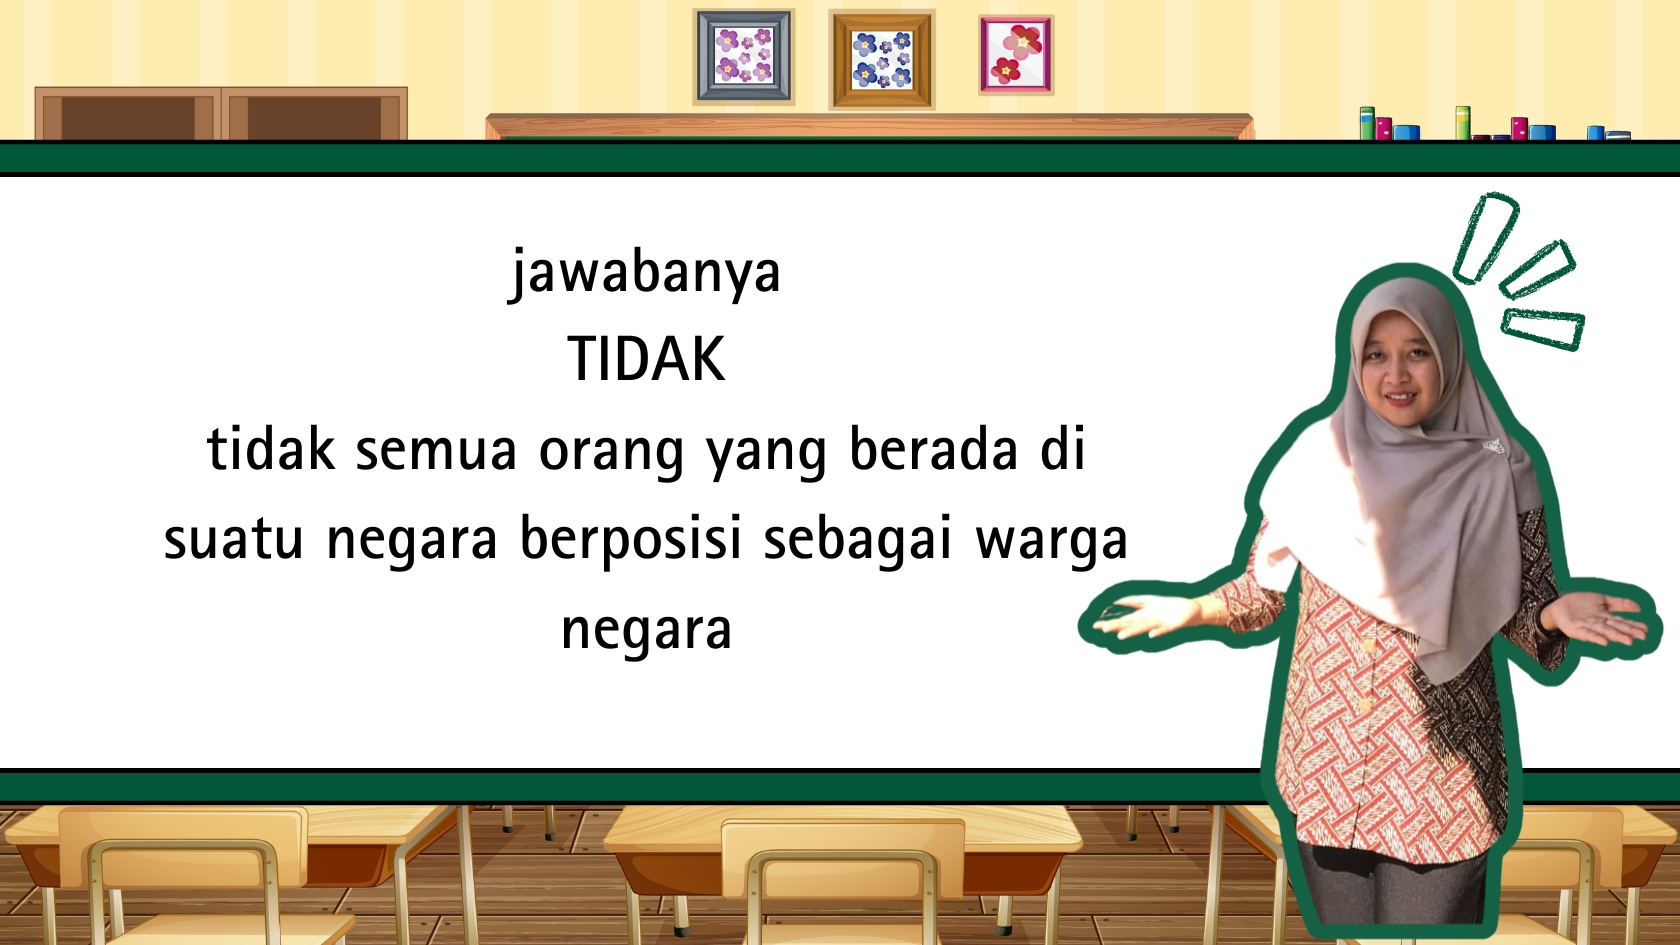 jawabanya
TIDAK
tidak semua orang yang berada di
suatu negara berposisi sebagai warga
negara